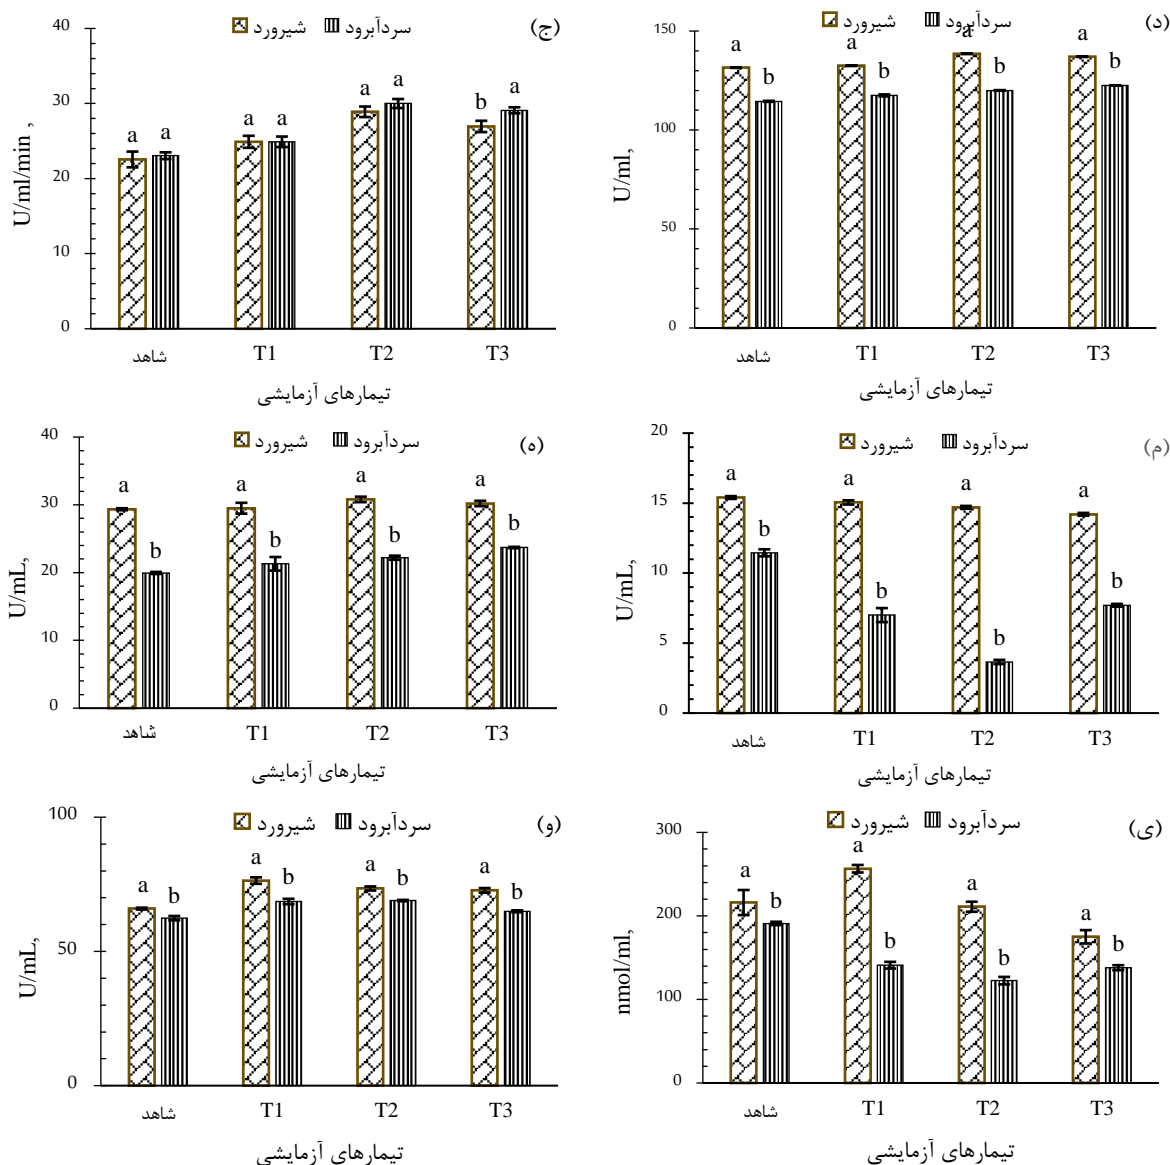 شیرورد سردآبرود (ج)
40
30
20
10
0
U/ml/min ,
a a a a a a b a
شاهد T1 T2 T3
تیمارهای آزمایشی
شیرورد سردآبرود (د)
150
100
50
0
U/ml,
a b a b a b a b
شاهد T1 T2 T3
تیمارهای آزمایشی
شیرورد سردآبرود (ه)
40
30
20
10
0
U/mL,
a b a b a b a b
شاهد T1 T2 T3
تیمارهای آزمایشی
شیرورد سردآبرود (م)
20
15
10
5
0
U/mL,
a b a b a b a b
شاهد T1 T2 T3
تیمارهای آزمایشی
شیرورد سردآبرود (و)
100
50
0
U/mL,
a b a b a b a b
شاهد T1 T2 T3
تیمارهای آزمایشی
شیرورد سردآبرود (ی)
300
200
100
0
nmol/ml,
a b a b a b a b
شاهد T1 T2 T3
تیمارهای آزمایشی